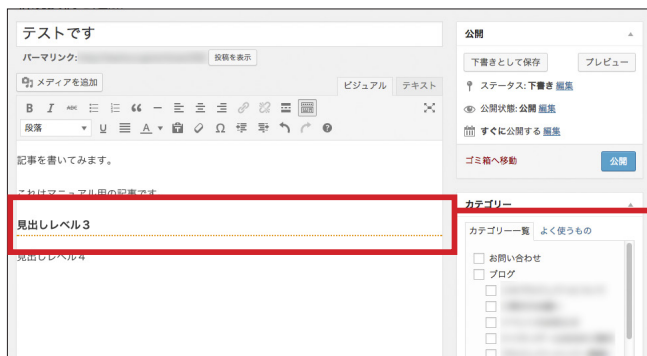 テストです
パーマリンク:
投稿を表示
メディアを追加
ビジュアル
テキスト
B I ABC
段落
U A Ω
記事を書いてみます。
これはマニュアル用の記事です
見出しレベル3
見出しレベル4
公開
下書きとして保存
プレビュー
ステータス: 下書き 編集
公開状態: 公開 編集
すぐに公開する 編集
ゴミ箱へ移動
公開
カテゴリー
カテゴリー一覧
よく使うもの
お問い合わせ
ブログ